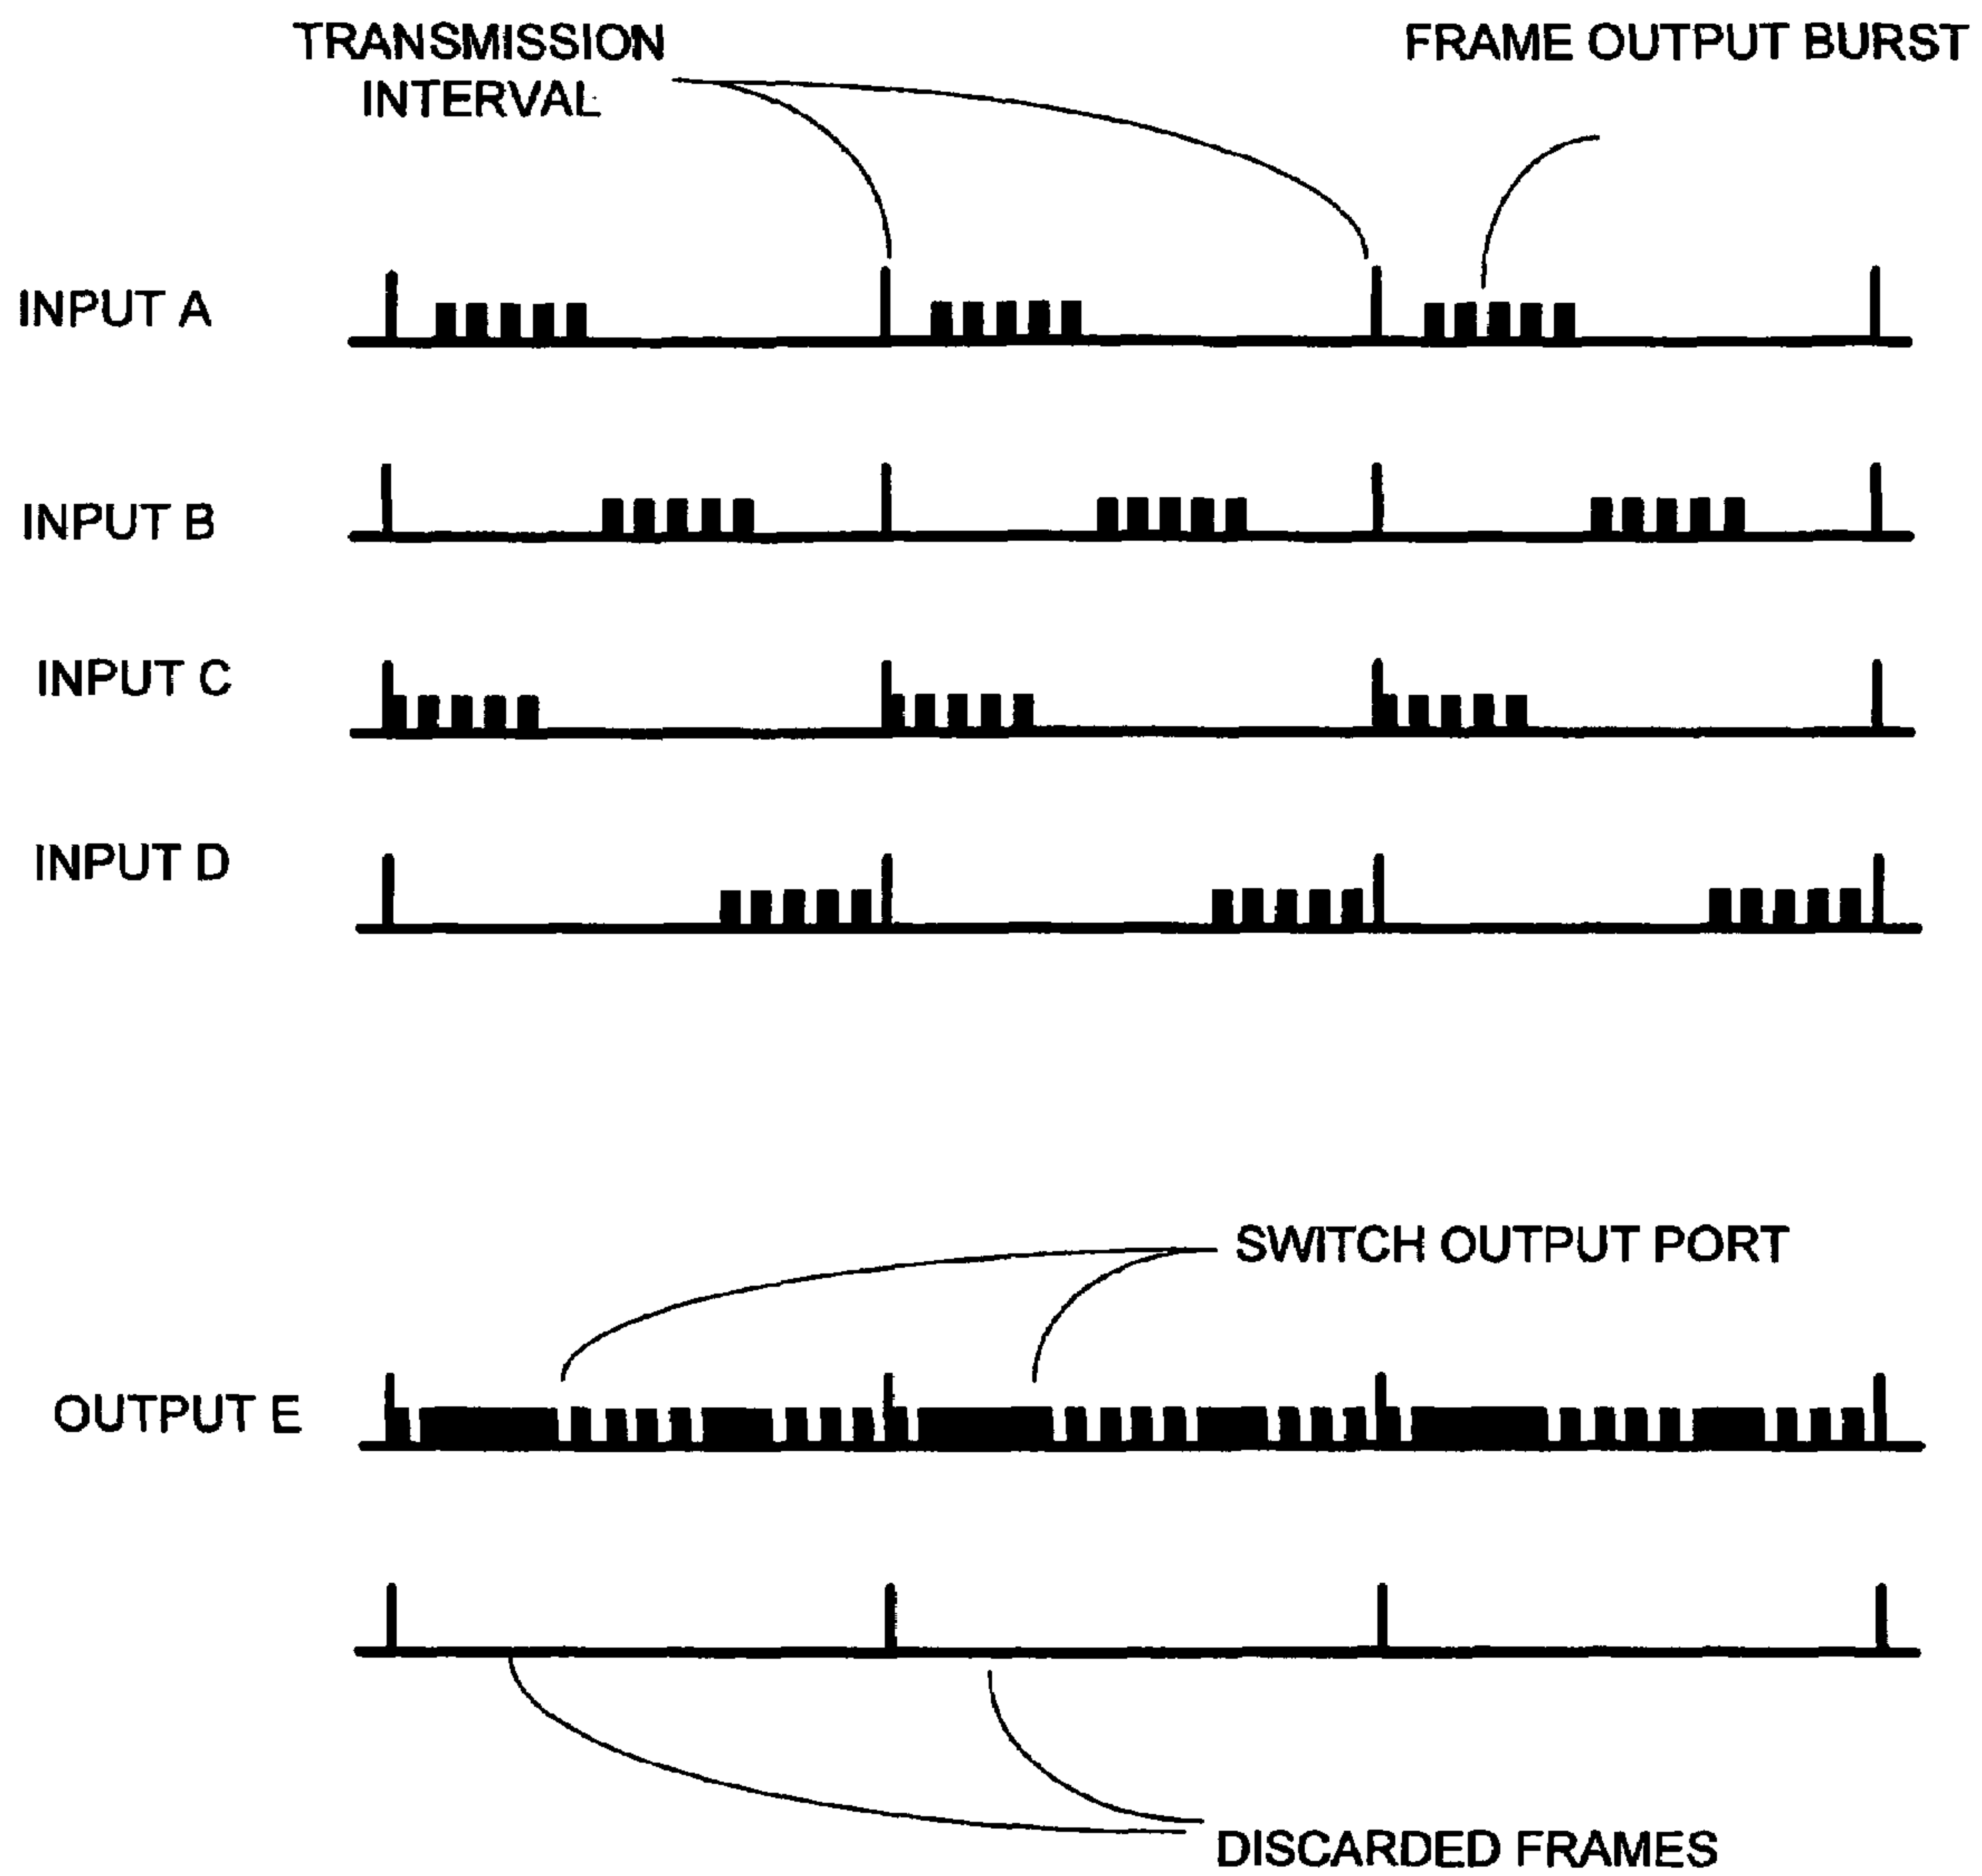 TRANSMISSION
INTERVAL
FRAME OUTPUT BURST
INPUT A
INPUT B
INPUT C
INPUT D
SWITCH OUTPUT PORT
OUTPUT E
DISCARDED FRAMES